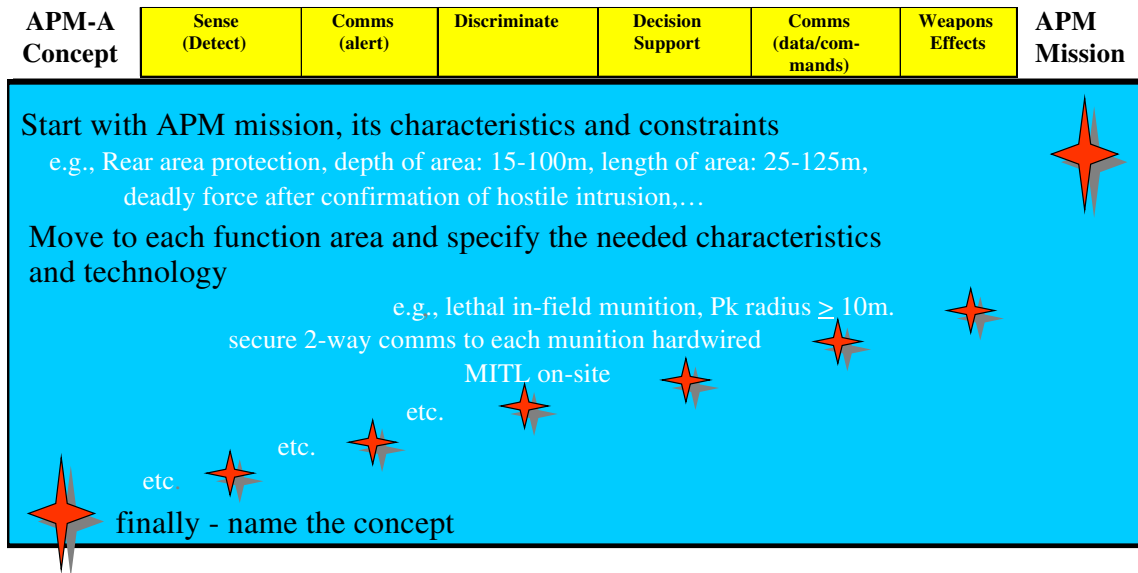 APM-A
Concept
Sense
(Detect)
Comms
(alert)
Discriminate
Decision
Support
Comms
(data/com-
mands)
Weapons
Effects
APM
Mission
Start with APM mission, its characteristics and constraints
e.g., Rear area protection, depth of area: 15-100m, length of area: 25-125m,
deadly force after confirmation of hostile intrusion,…
Move to each function area and specify the needed characteristics
and technology
e.g., lethal in-field munition, Pk radius ≥ 10m.
secure 2-way comms to each munition hardwired
MITL on-site
etc.
etc.
etc.
finally - name the concept